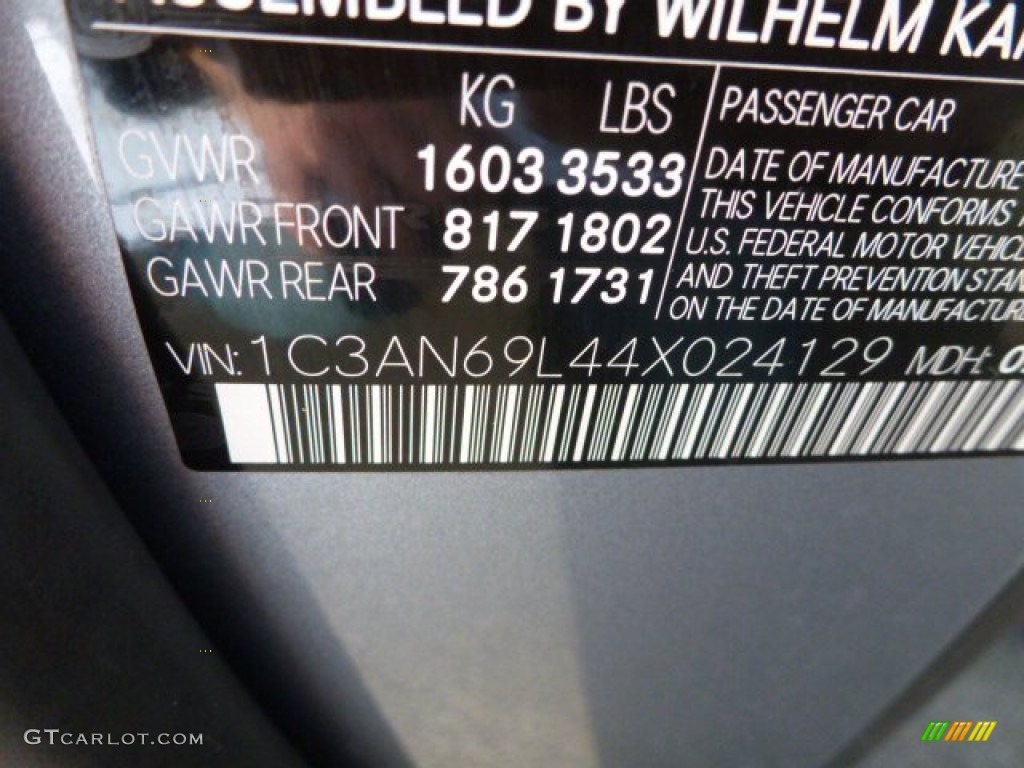 ASSEMBLED BY WILHELM KA
KG LBS
GVWR 1603 3533
GAWR FRONT 817 1802
GAWR REAR 786 1731
PASSENGER CAR
DATE OF MANUFACTURE
THIS VEHICLE CONFORMS
U.S. FEDERAL MOTOR VEHIC
AND THEFT PREVENTION STAN
ON THE DATE OF MANUFACTUR
VIN: 1C3AN69L44X024129 MDH: 0
GTCARLOT.COM